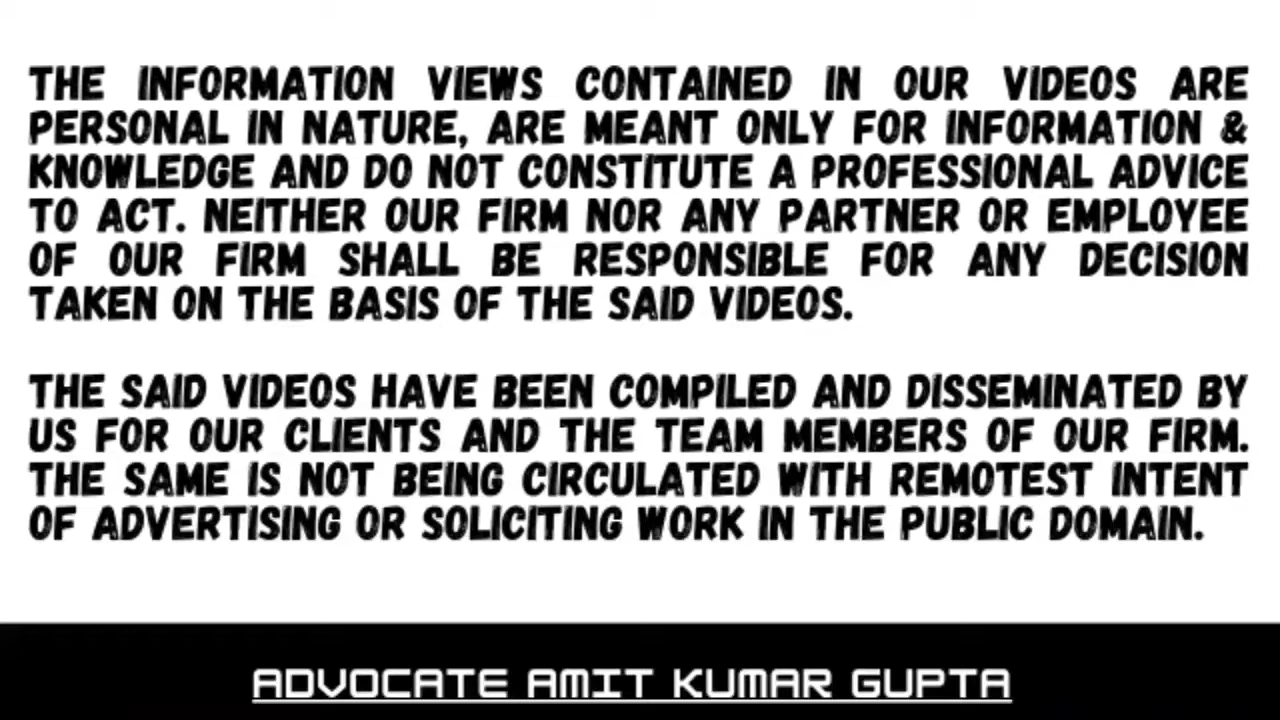 THE INFORMATION VIEWS CONTAINED IN OUR VIDEOS ARE
PERSONAL IN NATURE, ARE MEANT ONLY FOR INFORMATION &
KNOWLEDGE AND DO NOT CONSTITUTE A PROFESSIONAL ADVICE
TO ACT. NEITHER OUR FIRM NOR ANY PARTNER OR EMPLOYEE
OF OUR FIRM SHALL BE RESPONSIBLE FOR ANY DECISION
TAKEN ON THE BASIS OF THE SAID VIDEOS.
THE SAID VIDEOS HAVE BEEN COMPILED AND DISSEMINATED BY
US FOR OUR CLIENTS AND THE TEAM MEMBERS OF OUR FIRM.
THE SAME IS NOT BEING CIRCULATED WITH REMOTEST INTENT
OF ADVERTISING OR SOLICITING WORK IN THE PUBLIC DOMAIN.
ADVOCATE AMIT KUMAR GUPTA